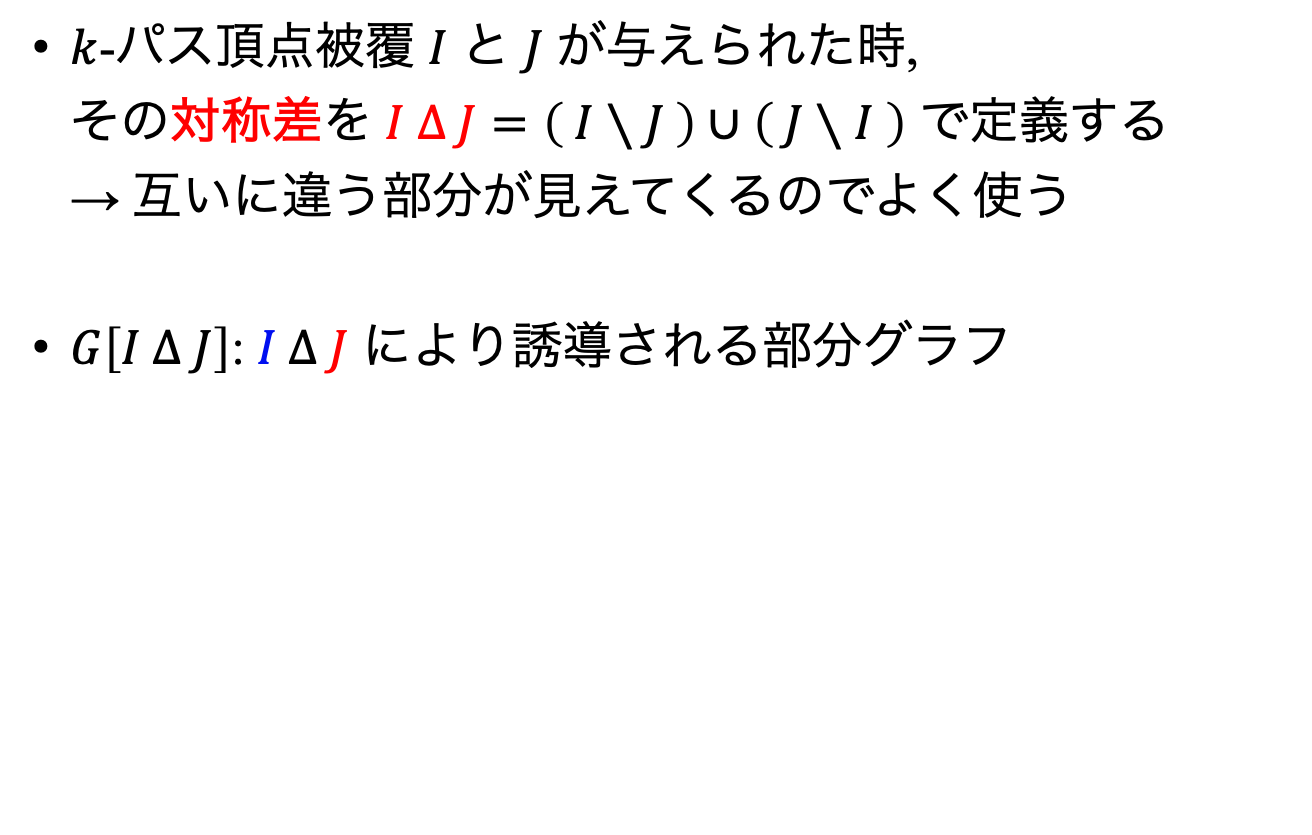 • k-パス頂点被覆 I と J が与えられた時,
その対称差を I Δ J = ( I \ J ) ∪ ( J \ I ) で定義する
→ 互いに違う部分が見えてくるのでよく使う
• G[I Δ J]: I Δ J により誘導される部分グラフ